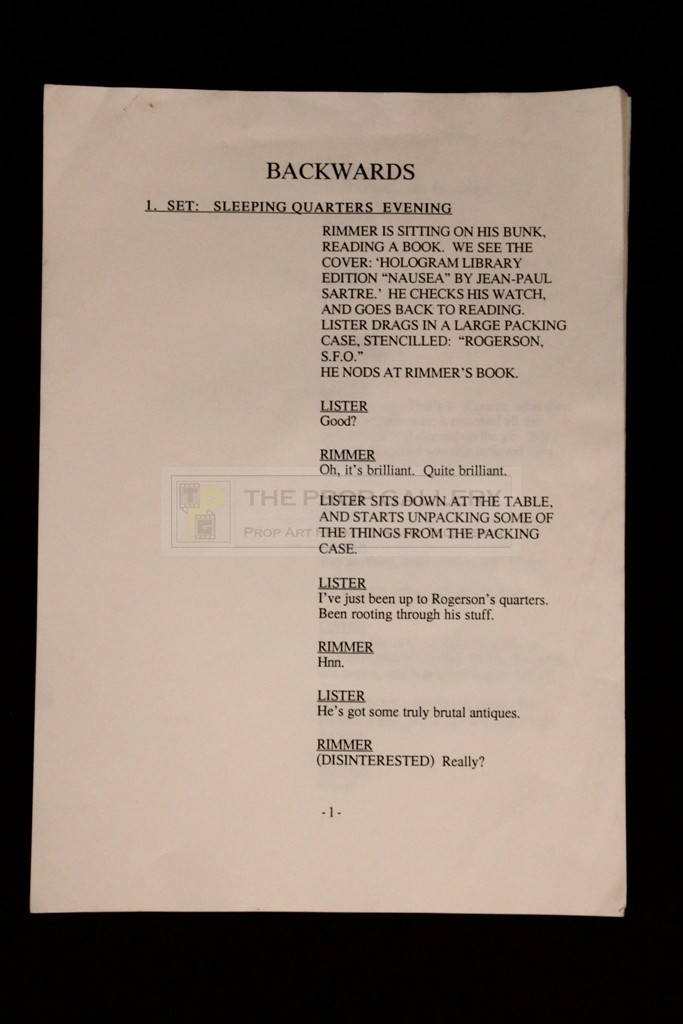 BACKWARDS
1. SET: SLEEPING QUARTERS EVENING
RIMMER IS SITTING ON HIS BUNK,
READING A BOOK. WE SEE THE
COVER: ‘HOLOGRAM LIBRARY
EDITION “NAUSEA” BY JEAN-PAUL
SARTRE.’ HE CHECKS HIS WATCH,
AND GOES BACK TO READING.
LISTER DRAGS IN A LARGE PACKING
CASE, STENCILLED: “ROGERSON,
S.F.O.”
HE NODS AT RIMMER’S BOOK.
LISTER
Good?
RIMMER
Oh, it’s brilliant. Quite brilliant.
THE PROP GALLERY
LISTER SITS DOWN AT THE TABLE,
AND STARTS UNPACKING SOME OF
THE THINGS FROM THE PACKING
CASE.
PROP ART
LISTER
I’ve just been up to Rogerson’s quarters.
Been rooting through his stuff.
RIMMER
Hnn.
LISTER
He’s got some truly brutal antiques.
RIMMER
(DISINTERESTED) Really?
- 1 -